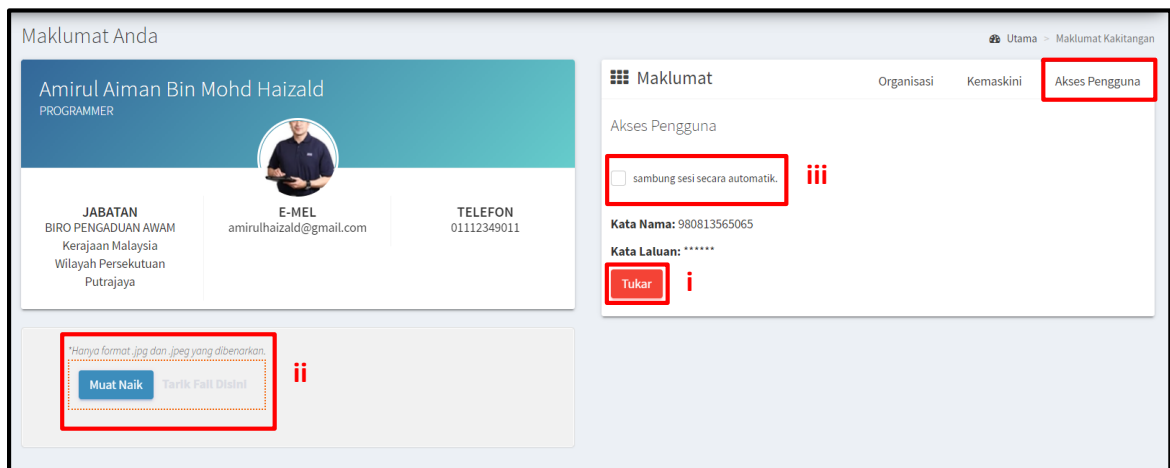 Maklumat Anda
Utama > Maklumat Kakitangan
Amirul Aiman Bin Mohd Haizald
PROGRAMMER
JABATAN
BIRO PENGADUAN AWAM
Kerajaan Malaysia
Wilayah Persekutuan
Putrajaya
E-MEL
amirulhaizald@gmail.com
TELEFON
01112349011
*Hanya format .jpg dan .jpeg yang dibenarkan.
Muat Naik Tarik Fail Disini
ii
Maklumat
Organisasi Kemaskini Akses Pengguna
Akses Pengguna
sambung sesi secara automatik.
iii
Kata Nama: 980813565065
Kata Laluan: ******
Tukar
i